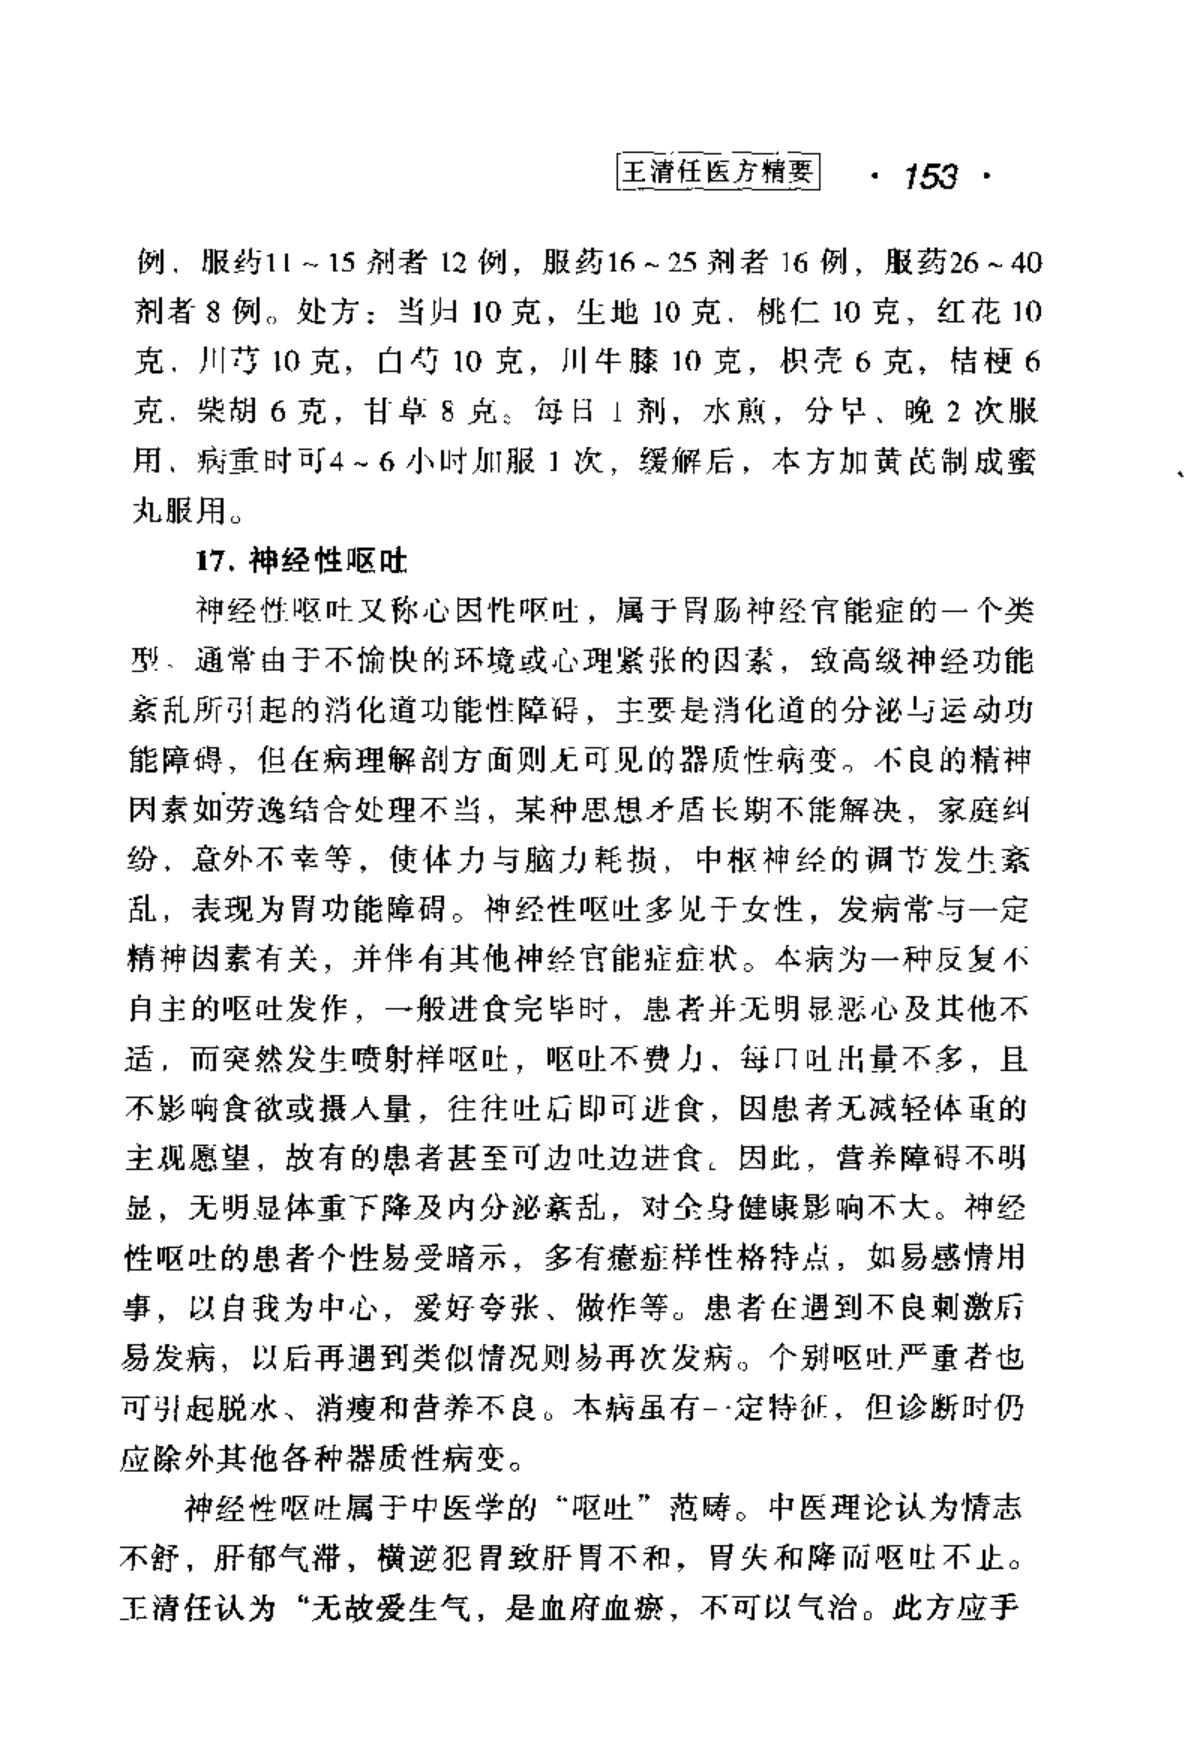 王清任医方精要 · 153 ·
例，服药11～15 剂者 12 例，服药16～25 剂者 16 例，服药26～40
剂者 8 例。处方：当归 10 克，生地 10 克，桃仁 10 克，红花 10
克，川芎 10 克，白芍 10 克，川牛膝 10 克，枳壳 6 克，桔梗 6
克，柴胡 6 克，甘草 8 克。每日 1 剂，水煎，分早、晚 2 次服
用，病重时可4～6 小时加服 1 次，缓解后，本方加黄芪制成蜜
丸服用。
17. 神经性呕吐
神经性呕吐又称心因性呕吐，属于胃肠神经官能症的一个类
型。通常由于不愉快的环境或心理紧张的因素，致高级神经功能
紊乱所引起的消化道功能性障碍，主要是消化道的分泌与运动功
能障碍，但在病理解剖方面则无可见的器质性病变。不良的精神
因素如劳逸结合处理不当，某种思想矛盾长期不能解决，家庭纠
纷，意外不幸等，使体力与脑力耗损，中枢神经的调节发生紊
乱，表现为胃功能障碍。神经性呕吐多见于女性，发病常与一定
精神因素有关，并伴有其他神经官能症症状。本病为一种反复不
自主的呕吐发作，一般进食完毕时，患者并无明显恶心及其他不
适，而突然发生喷射样呕吐，呕吐不费力，每口吐出量不多，且
不影响食欲或摄入量，往往吐后即可进食，因患者无减轻体重的
主观愿望，故有的患者甚至可边吐边进食。因此，营养障碍不明
显，无明显体重下降及内分泌紊乱，对全身健康影响不大。神经
性呕吐的患者个性易受暗示，多有癔症样性格特点，如易感情用
事，以自我为中心，爱好夸张、做作等。患者在遇到不良刺激后
易发病，以后再遇到类似情况则易再次发病。个别呕吐严重者也
可引起脱水、消瘦和营养不良。本病虽有一定特征，但诊断时仍
应除外其他各种器质性病变。
神经性呕吐属于中医学的“呕吐”范畴。中医理论认为情志
不舒，肝郁气滞，横逆犯胃致肝胃不和，胃失和降而呕吐不止。
王清任认为“无故爱生气，是血府血瘀，不可以气治。此方应手